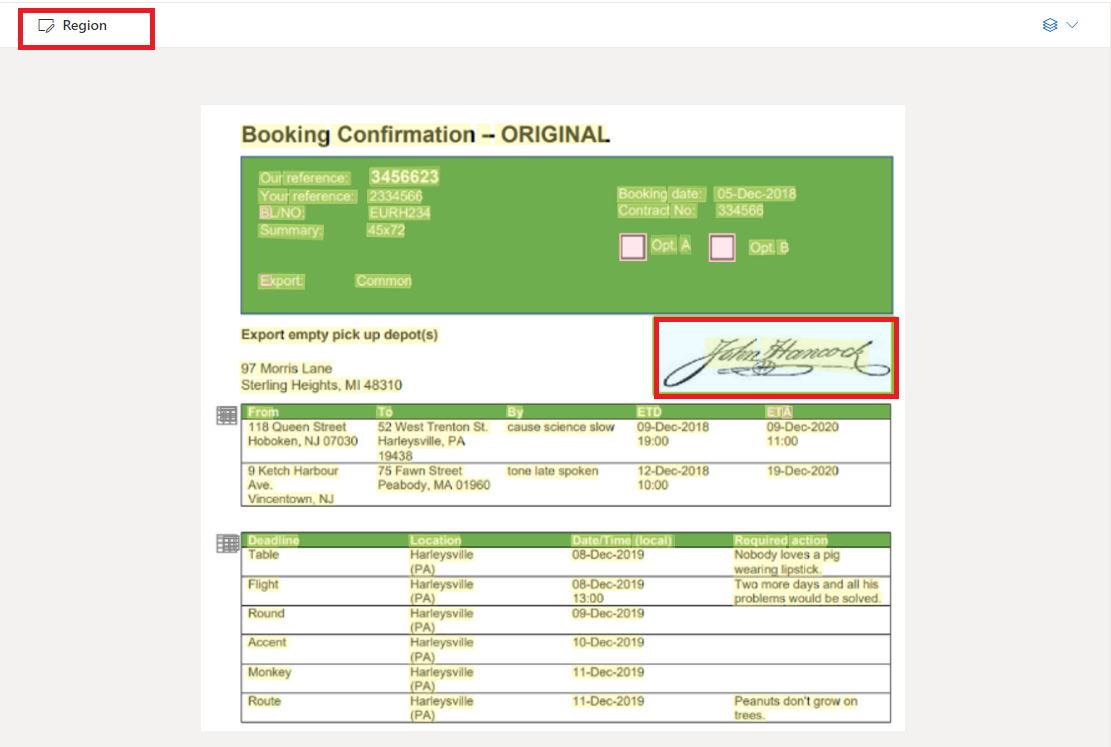 Region
Booking Confirmation – ORIGINAL
Our reference: 3456623
Your reference: 2334566 Booking date: 05-Dec-2018
BL/NO: EURH234 Contract No: 334566
Summary: 45x72
Opt. A Opt. B
Export: Common
Export empty pick up depot(s)
John Hancock
97 Morris Lane
Sterling Heights, MI 48310
From To By ETD ETA
118 Queen Street 52 West Trenton St. cause science slow 09-Dec-2018 09-Dec-2020
Hoboken, NJ 07030 Harleysville, PA 19:00 11:00
19438
9 Ketch Harbour 75 Fawn Street tone late spoken 12-Dec-2018 19-Dec-2020
Ave. Peabody, MA 01960 10:00
Vincentown, NJ
Deadline Location Date/Time (local) Required action
Table Harleysville 08-Dec-2019 Nobody loves a pig
(PA) wearing lipstick.
Flight Harleysville 08-Dec-2019 Two more days and all his
(PA) 13:00 problems would be solved.
Round Harleysville 09-Dec-2019
(PA)
Accent Harleysville 10-Dec-2019
(PA)
Monkey Harleysville 11-Dec-2019
(PA)
Route Harleysville 11-Dec-2019 Peanuts don't grow on
(PA) trees.